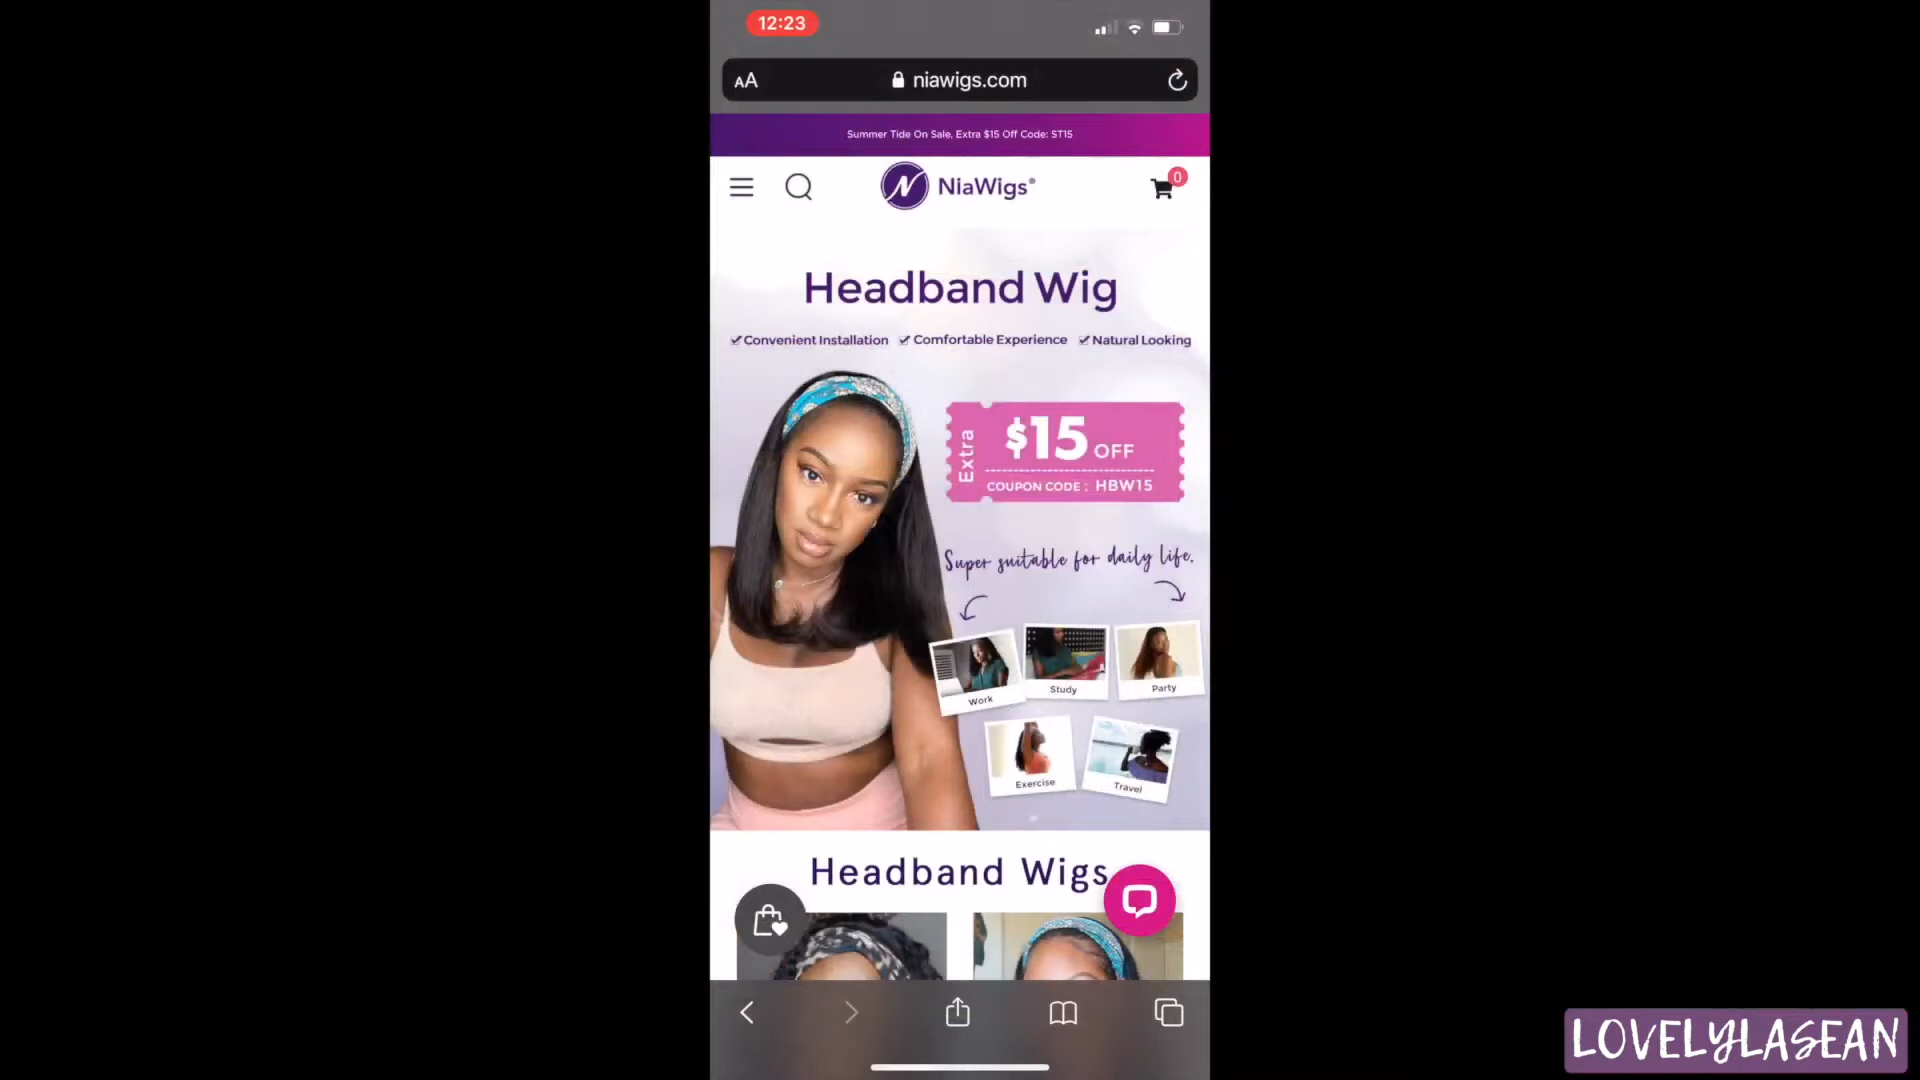 12:23
AA
niawigs.com
Summer Tide On Sale, Extra $15 Off Code: ST15
NiaWigs®
0
Headband Wig
Convenient Installation Comfortable Experience Natural Looking
Extra
$15 OFF
COUPON CODE : HBW15
Super suitable for daily life.
Work
Study
Party
Exercise
Travel
Headband Wigs
LOVELYLASEAN